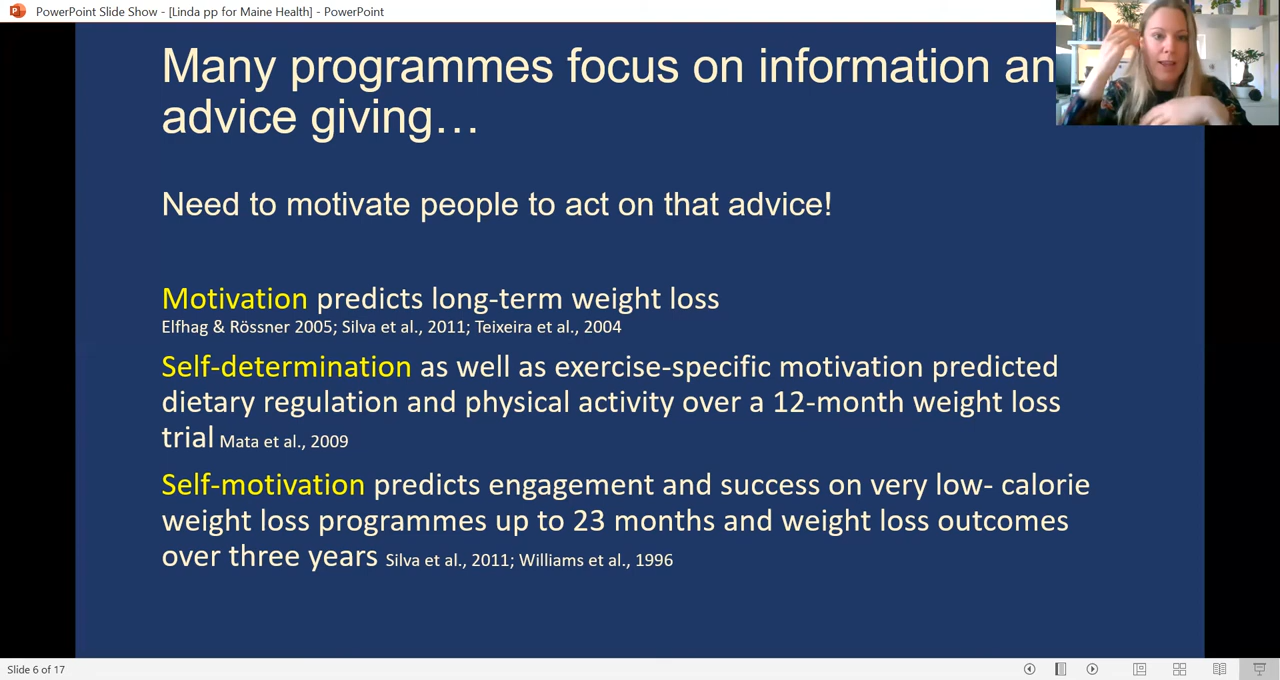 PowerPoint Slide Show - [Linda pp for Maine Health] - PowerPoint
Many programmes focus on information an
advice giving…
Need to motivate people to act on that advice!
Motivation predicts long-term weight loss
Elfhag & Rössner 2005; Silva et al., 2011; Teixeira et al., 2004
Self-determination as well as exercise-specific motivation predicted
dietary regulation and physical activity over a 12-month weight loss
trial Mata et al., 2009
Self-motivation predicts engagement and success on very low- calorie
weight loss programmes up to 23 months and weight loss outcomes
over three years Silva et al., 2011; Williams et al., 1996
Slide 6 of 17